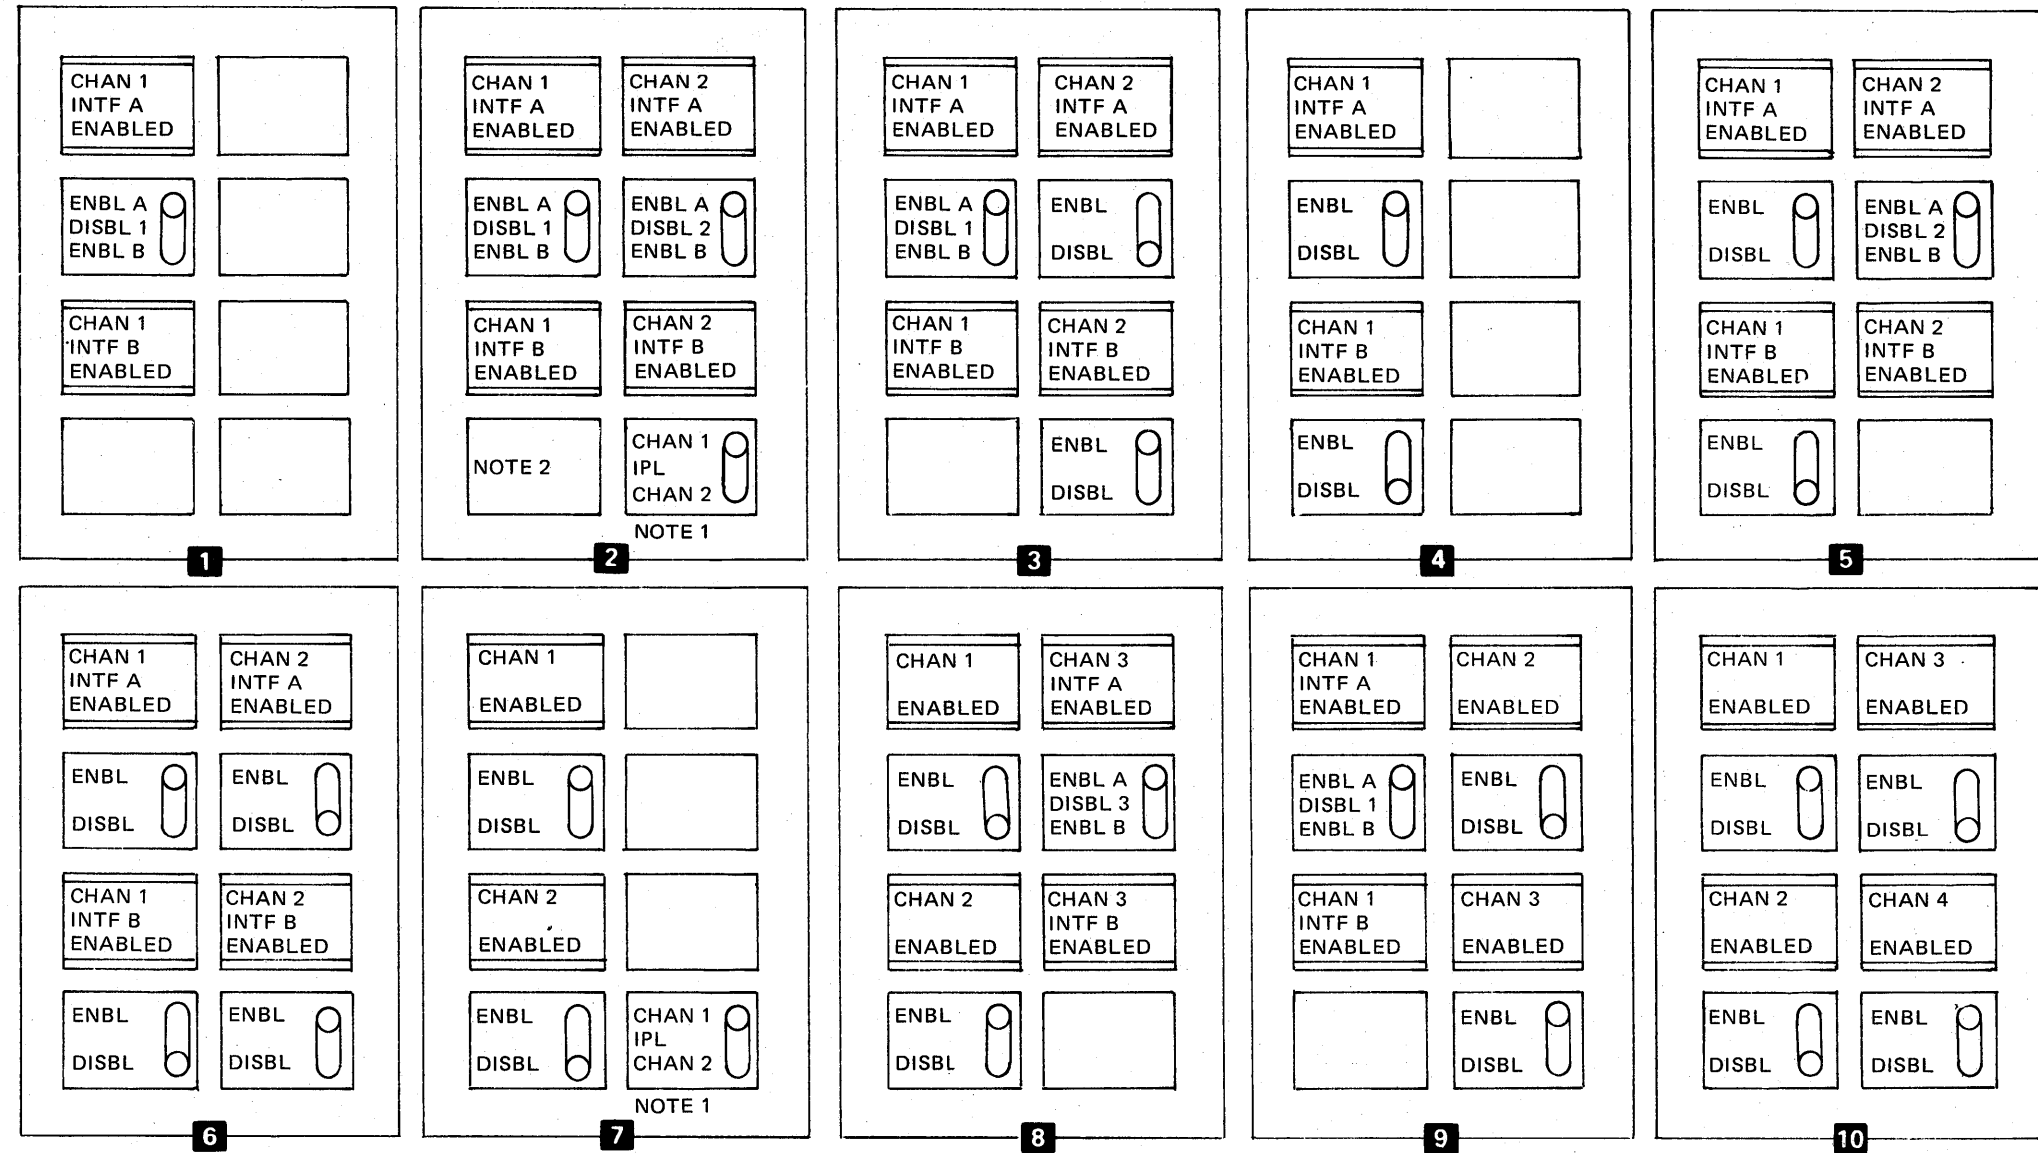 CHAN 1
INTF A
ENABLED
ENBL A
DISBL 1
ENBL B
CHAN 1
INTF B
ENABLED
1
CHAN 1
INTF A
ENABLED
CHAN 2
INTF A
ENABLED
ENBL A
DISBL 1
ENBL B
ENBL A
DISBL 2
ENBL B
CHAN 1
INTF B
ENABLED
CHAN 2
INTF B
ENABLED
NOTE 2
CHAN 1
IPL
CHAN 2
NOTE 1
2
CHAN 1
INTF A
ENABLED
CHAN 2
INTF A
ENABLED
ENBL A
DISBL 1
ENBL B
ENBL
DISBL
CHAN 1
INTF B
ENABLED
CHAN 2
INTF B
ENABLED
ENBL
DISBL
3
CHAN 1
INTF A
ENABLED
ENBL
DISBL
CHAN 1
INTF B
ENABLED
ENBL
DISBL
4
CHAN 1
INTF A
ENABLED
CHAN 2
INTF A
ENABLED
ENBL
DISBL
ENBL A
DISBL 2
ENBL B
CHAN 1
INTF B
ENABLED
CHAN 2
INTF B
ENABLED
ENBL
DISBL
5
CHAN 1
INTF A
ENABLED
CHAN 2
INTF A
ENABLED
ENBL
DISBL
ENBL
DISBL
CHAN 1
INTF B
ENABLED
CHAN 2
INTF B
ENABLED
ENBL
DISBL
ENBL
DISBL
6
CHAN 1
ENABLED
ENBL
DISBL
CHAN 2
ENABLED
ENBL
DISBL
CHAN 1
IPL
CHAN 2
NOTE 1
7
CHAN 1
ENABLED
CHAN 3
INTF A
ENABLED
ENBL
DISBL
ENBL A
DISBL 3
ENBL B
CHAN 2
ENABLED
CHAN 3
INTF B
ENABLED
ENBL
DISBL
8
CHAN 1
INTF A
ENABLED
CHAN 2
ENABLED
ENBL A
DISBL 1
ENBL B
ENBL
DISBL
CHAN 1
INTF B
ENABLED
CHAN 3
ENABLED
ENBL
DISBL
9
CHAN 1
ENABLED
CHAN 3
ENABLED
ENBL
DISBL
ENBL
DISBL
CHAN 2
ENABLED
CHAN 4
ENABLED
ENBL
DISBL
ENBL
DISBL
10